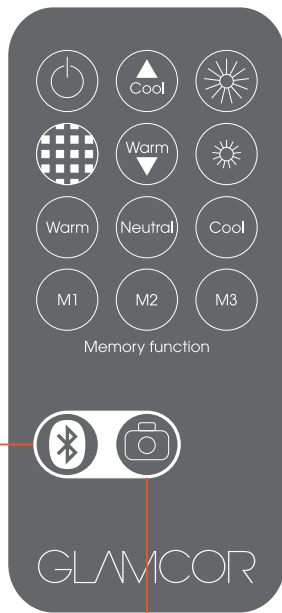 Cool
Warm
Warm Neutral Cool
M1 M2 M3
Memory function
GLAMCOR